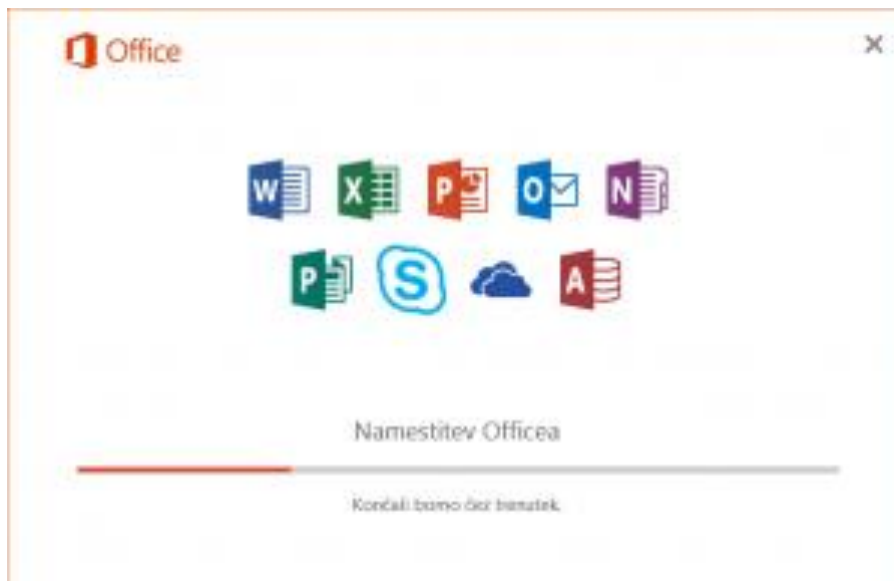 Office
W X P O N
P S A
Namestitev Officea
Končali bomo čez trenutek.